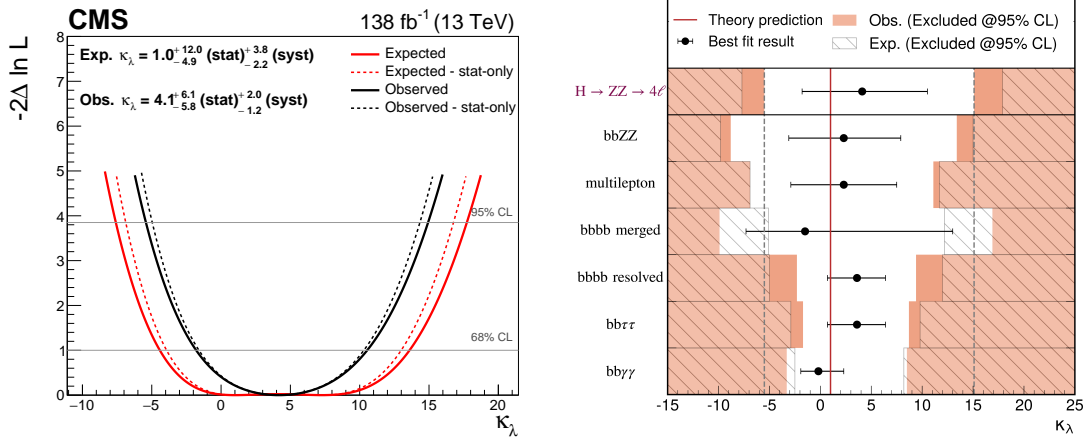 CMS
138 fb⁻¹ (13 TeV)
-2Δ ln L
8
7
6
5
4
3
2
1
0
Exp. κλ = 1.0 +12.0 −4.9 (stat) +3.8 −2.2 (syst)
Obs. κλ = 4.1 +6.1 −5.8 (stat) +2.0 −1.2 (syst)
Expected
Expected - stat-only
Observed
Observed - stat-only
95% CL
68% CL
−10 −5 0 5 10 15 20
κλ
Theory prediction
Best fit result
Obs. (Excluded @95% CL)
Exp. (Excluded @95% CL)
H → ZZ → 4ℓ
bbZZ
multilepton
bbbb merged
bbbb resolved
bbττ
bbγγ
-15 -10 -5 0 5 10 15 20 25
κλ